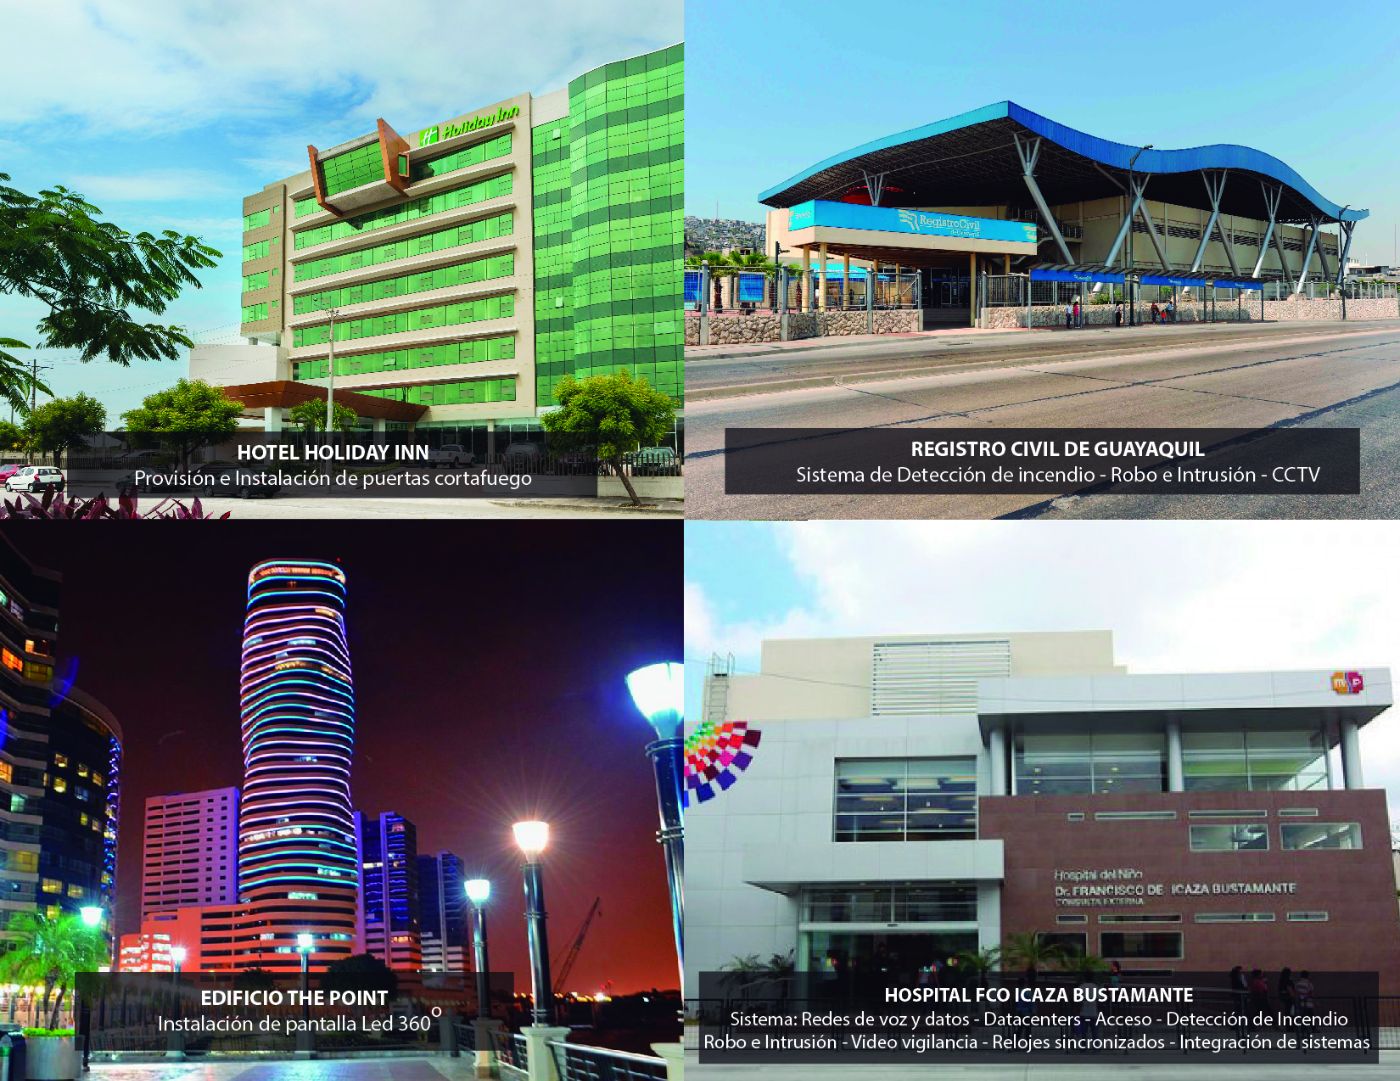 Holiday Inn
HOTEL HOLIDAY INN
Provisión e Instalación de puertas cortafuego
RegistroCivil
REGISTRO CIVIL DE GUAYAQUIL
Sistema de Detección de incendio - Robo e Intrusión - CCTV
EDIFICIO THE POINT
Instalación de pantalla Led 360°
Hospital del Niño
Dr. FRANCISCO DE ICAZA BUSTAMANTE
CONSULTA EXTERNA
HOSPITAL FCO ICAZA BUSTAMANTE
Sistema: Redes de voz y datos - Datacenters - Acceso - Detección de Incendio
Robo e Intrusión - Video vigilancia - Relojes sincronizados - Integración de sistemas